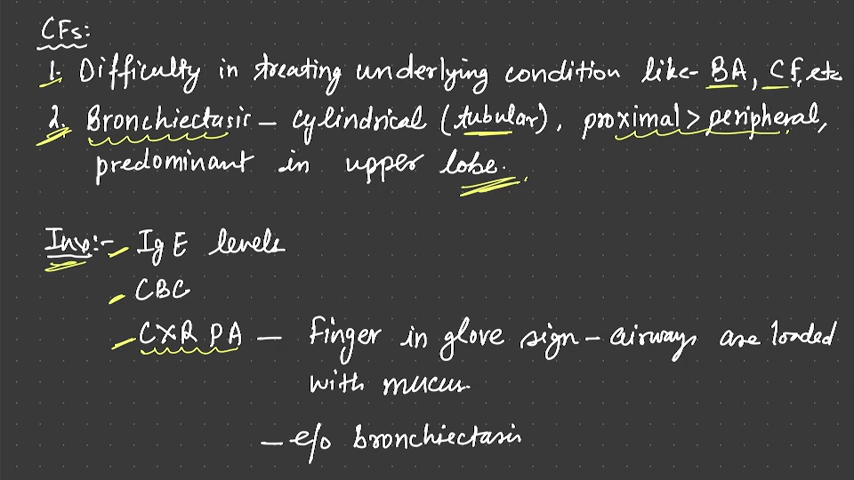 CFs:
1. Difficulty in treating underlying condition like - BA, Cf, etc
2. Bronchiectasis - cylindrical (tubular), proximal > peripheral,
predominant in upper lobe.
Inv:- IgE levels
CBC
CXR PA - Finger in glove sign - airways are loaded
with mucus.
- e/o bronchiectasis